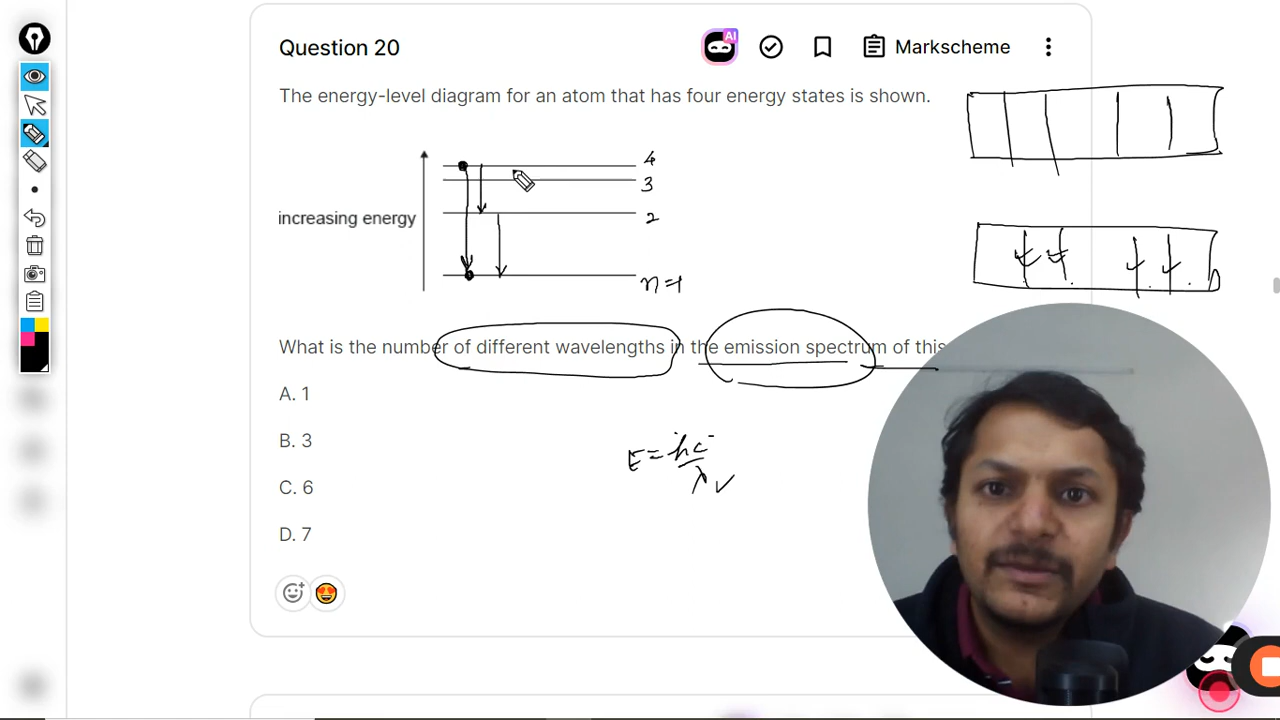 Question 20
AI
Markscheme
The energy-level diagram for an atom that has four energy states is shown.
4
3
increasing energy
2
n=1
What is the number of different wavelengths in the emission spectrum of this
A. 1
B. 3
E = hc/λ
C. 6
D. 7